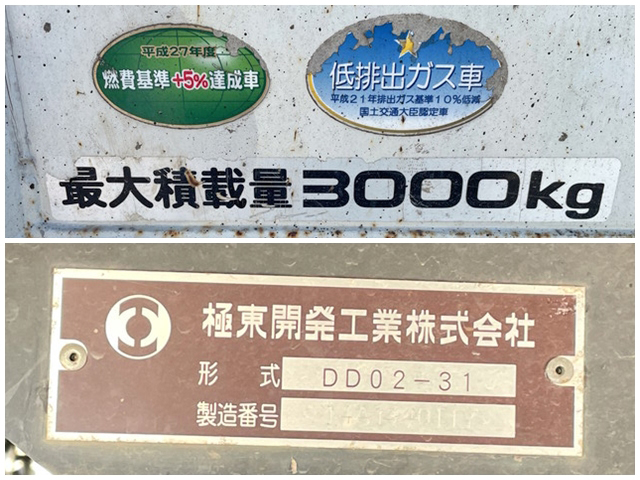 平成27年度
燃費基準+5%達成車
低排出ガス車
平成21年排出ガス基準10%低減
国土交通大臣認定車
最大積載量3000kg
極東開発工業株式会社
形式 DD02-31
製造番号